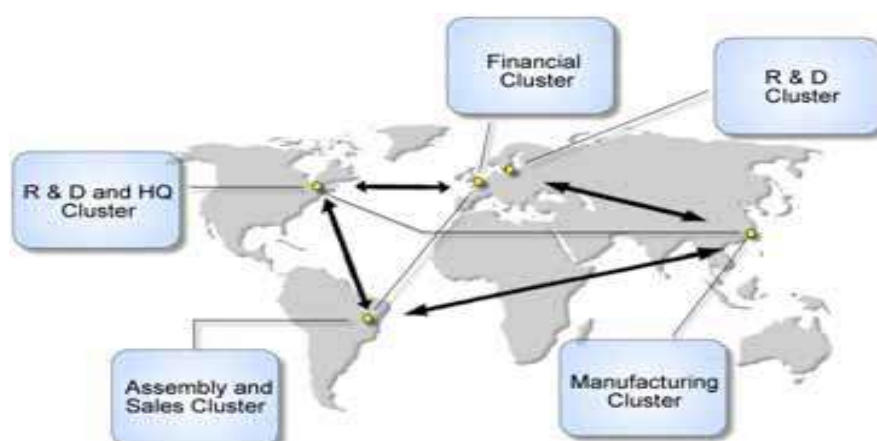 Financial
Cluster
R & D
Cluster
R & D and HQ
Cluster
Assembly and
Sales Cluster
Manufacturing
Cluster